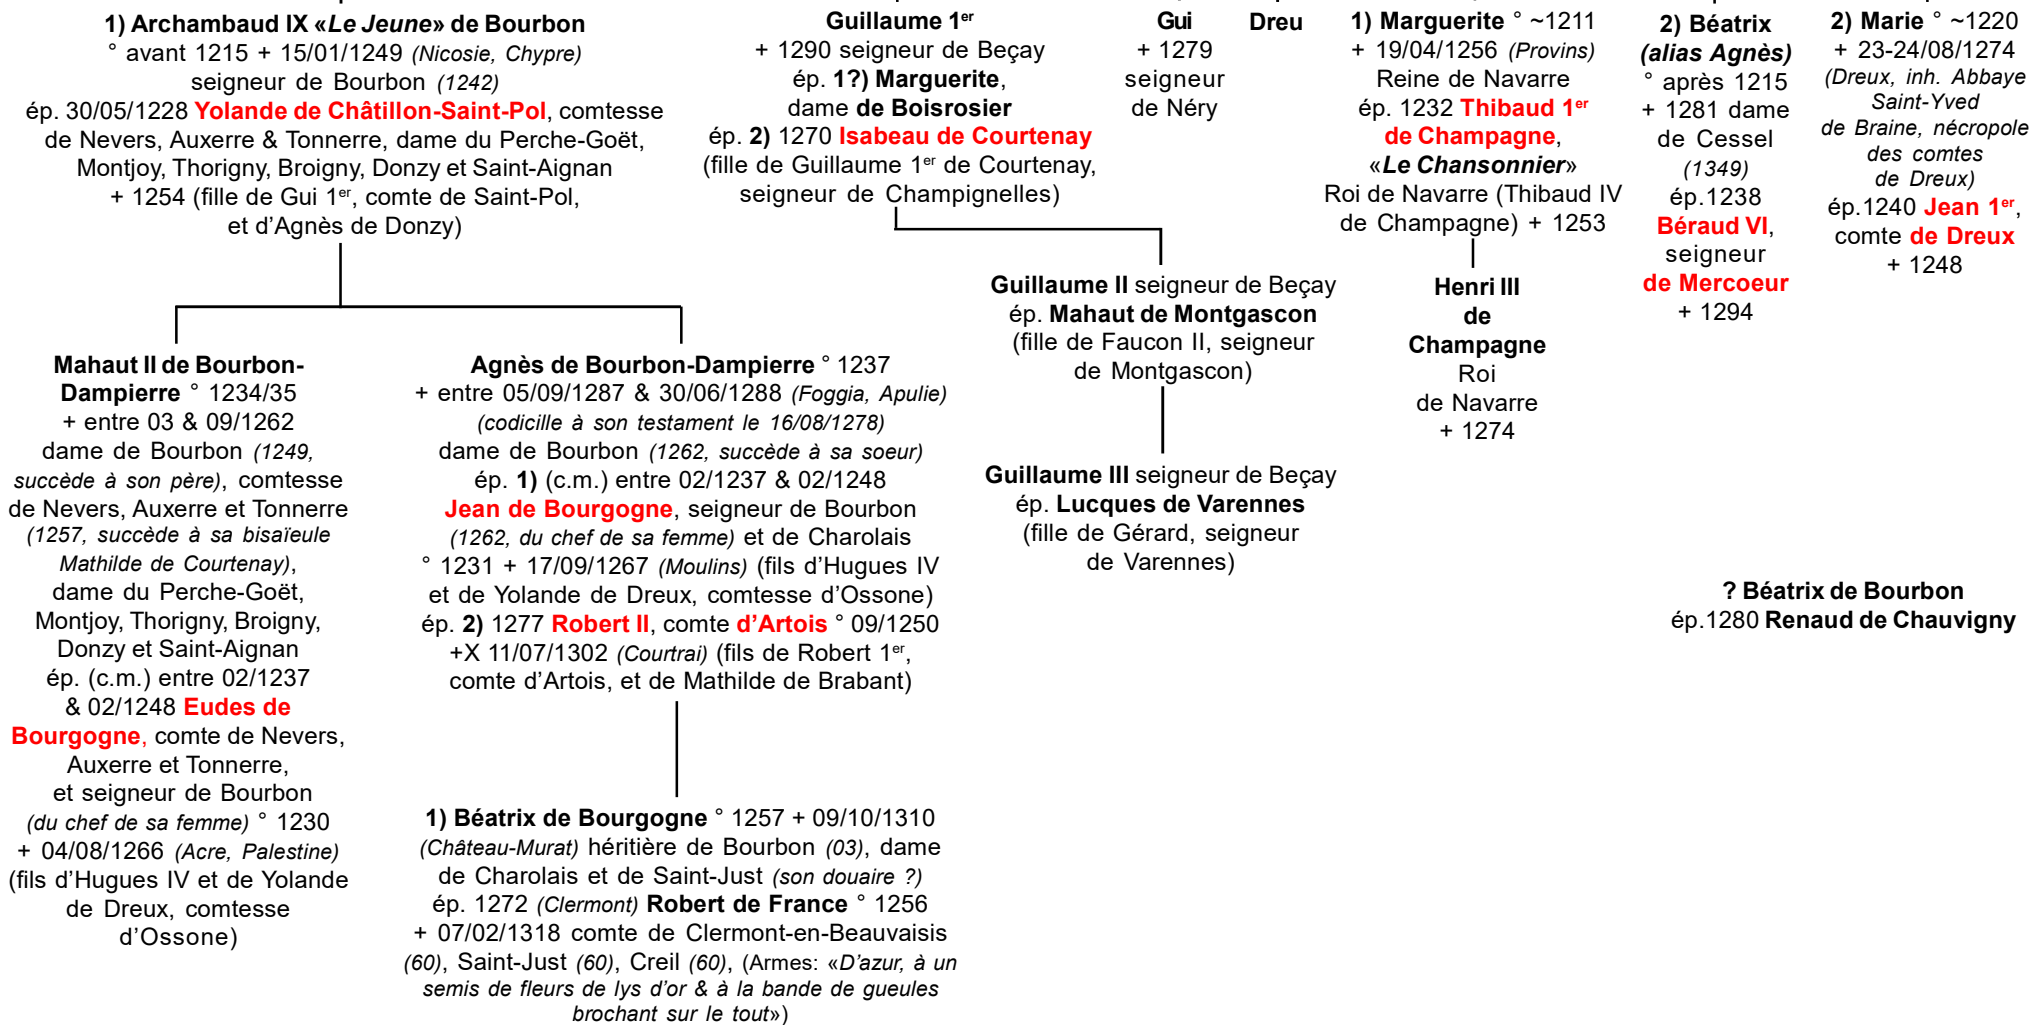 1) Archambaud IX «Le Jeune» de Bourbon
° avant 1215 + 15/01/1249 (Nicosie, Chypre)
seigneur de Bourbon (1242)
ép. 30/05/1228 Yolande de Châtillon-Saint-Pol, comtesse
de Nevers, Auxerre & Tonnerre, dame du Perche-Goët,
Montjoy, Thorigny, Broigny, Donzy et Saint-Aignan
+ 1254 (fille de Gui 1er, comte de Saint-Pol,
et d'Agnès de Donzy)
Guillaume 1er
+ 1290 seigneur de Beçay
ép. 1?) Marguerite,
dame de Boisrosier
ép. 2) 1270 Isabeau de Courtenay
(fille de Guillaume 1er de Courtenay,
seigneur de Champignelles)
Gui
+ 1279
seigneur
de Néry
Dreu
1) Marguerite ° ~1211
+ 19/04/1256 (Provins)
Reine de Navarre
ép. 1232 Thibaud 1er
de Champagne,
«Le Chansonnier»
Roi de Navarre (Thibaud IV
de Champagne) + 1253
2) Béatrix
(alias Agnès)
° après 1215
+ 1281 dame
de Cessel
(1349)
ép.1238
Béraud VI,
seigneur
de Mercoeur
+ 1294
2) Marie ° ~1220
+ 23-24/08/1274
(Dreux, inh. Abbaye
Saint-Yved
de Braine, nécropole
des comtes
de Dreux)
ép.1240 Jean 1er,
comte de Dreux
+ 1248
Mahaut II de Bourbon-
Dampierre ° 1234/35
+ entre 03 & 09/1262
dame de Bourbon (1249,
succède à son père), comtesse
de Nevers, Auxerre et Tonnerre
(1257, succède à sa bisaïeule
Mathilde de Courtenay),
dame du Perche-Goët,
Montjoy, Thorigny, Broigny,
Donzy et Saint-Aignan
ép. (c.m.) entre 02/1237
& 02/1248 Eudes de
Bourgogne, comte de Nevers,
Auxerre et Tonnerre,
et seigneur de Bourbon
(du chef de sa femme) ° 1230
+ 04/08/1266 (Acre, Palestine)
(fils d'Hugues IV et de Yolande
de Dreux, comtesse
d'Ossone)
Agnès de Bourbon-Dampierre ° 1237
+ entre 05/09/1287 & 30/06/1288 (Foggia, Apulie)
(codicille à son testament le 16/08/1278)
dame de Bourbon (1262, succède à sa soeur)
ép. 1) (c.m.) entre 02/1237 & 02/1248
Jean de Bourgogne, seigneur de Bourbon
(1262, du chef de sa femme) et de Charolais
° 1231 + 17/09/1267 (Moulins) (fils d'Hugues IV
et de Yolande de Dreux, comtesse d'Ossone)
ép. 2) 1277 Robert II, comte d'Artois ° 09/1250
+X 11/07/1302 (Courtrai) (fils de Robert 1er,
comte d'Artois, et de Mathilde de Brabant)
Guillaume II seigneur de Beçay
ép. Mahaut de Montgascon
(fille de Faucon II, seigneur
de Montgascon)
Henri III
de
Champagne
Roi
de Navarre
+ 1274
Guillaume III seigneur de Beçay
ép. Lucques de Varennes
(fille de Gérard, seigneur
de Varennes)
? Béatrix de Bourbon
ép.1280 Renaud de Chauvigny
1) Béatrix de Bourgogne ° 1257 + 09/10/1310
(Château-Murat) héritière de Bourbon (03), dame
de Charolais et de Saint-Just (son douaire ?)
ép. 1272 (Clermont) Robert de France ° 1256
+ 07/02/1318 comte de Clermont-en-Beauvaisis
(60), Saint-Just (60), Creil (60), (Armes: «D'azur, à un
semis de fleurs de lys d'or & à la bande de gueules
brochant sur le tout»)